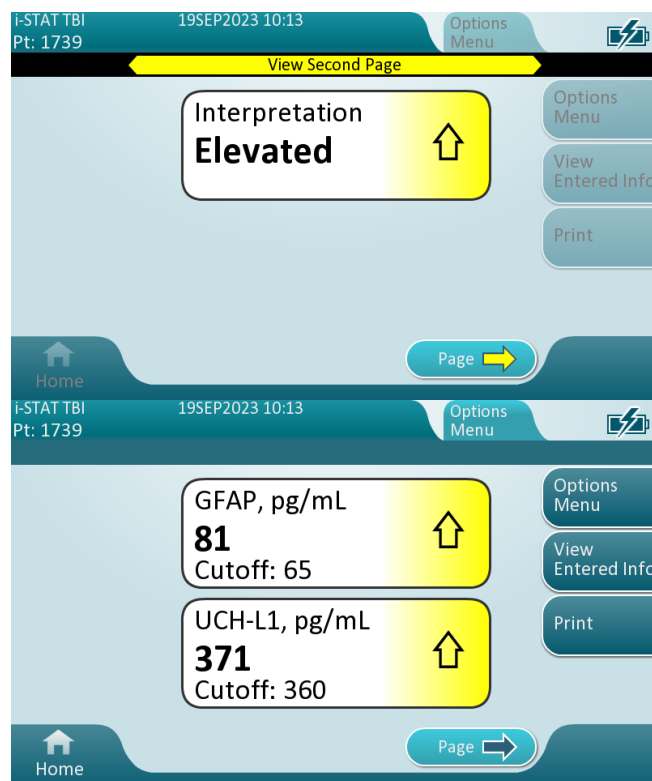 i-STAT TBI
Pt: 1739
19SEP2023 10:13
Options
Menu
View Second Page
Interpretation
Elevated
Options
Menu
View
Entered Info
Print
Page
Home
i-STAT TBI
Pt: 1739
19SEP2023 10:13
Options
Menu
GFAP, pg/mL
81
Cutoff: 65
UCH-L1, pg/mL
371
Cutoff: 360
Options
Menu
View
Entered Info
Print
Page
Home